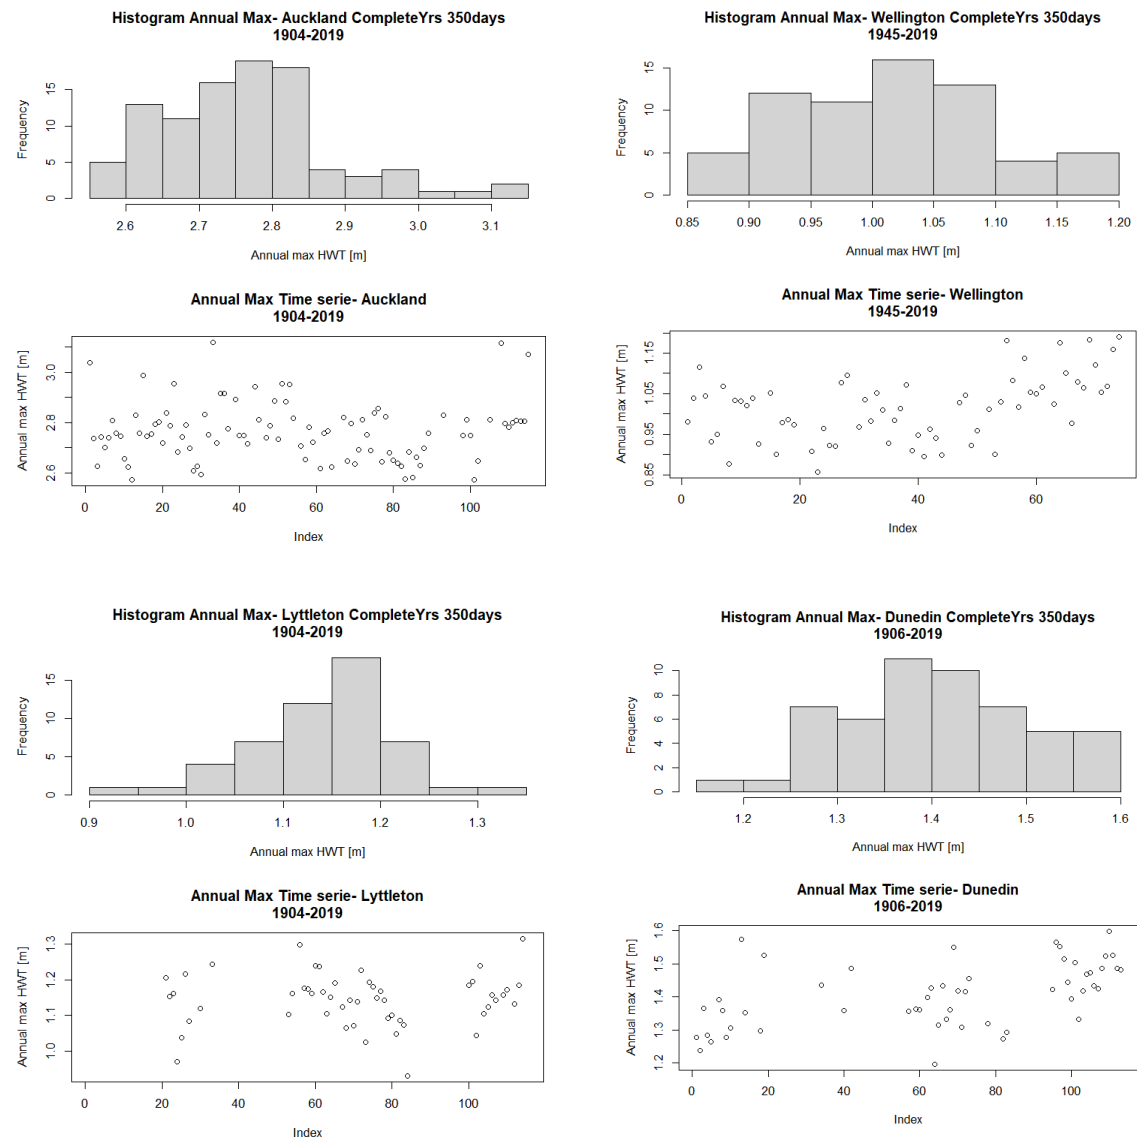 Histogram Annual Max- Auckland CompleteYrs 350days
1904-2019
Frequency
0 5 10 15
2.6 2.7 2.8 2.9 3.0 3.1
Annual max HWT [m]
Annual Max Time serie- Auckland
1904-2019
Annual max HWT [m]
2.6 2.8 3.0
0 20 40 60 80 100
Index
Histogram Annual Max- Wellington CompleteYrs 350days
1945-2019
Frequency
0 5 10 15
0.85 0.90 0.95 1.00 1.05 1.10 1.15 1.20
Annual max HWT [m]
Annual Max Time serie- Wellington
1945-2019
Annual max HWT [m]
0.85 0.95 1.05 1.15
0 20 40 60
Index
Histogram Annual Max- Lyttleton CompleteYrs 350days
1904-2019
Frequency
0 5 10 15
0.9 1.0 1.1 1.2 1.3
Annual max HWT [m]
Annual Max Time serie- Lyttleton
1904-2019
Annual max HWT [m]
1.0 1.1 1.2 1.3
0 20 40 60 80 100
Index
Histogram Annual Max- Dunedin CompleteYrs 350days
1906-2019
Frequency
0 2 4 6 8 10
1.2 1.3 1.4 1.5 1.6
Annual max HWT [m]
Annual Max Time serie- Dunedin
1906-2019
Annual max HWT [m]
1.2 1.3 1.4 1.5 1.6
0 20 40 60 80 100
Index